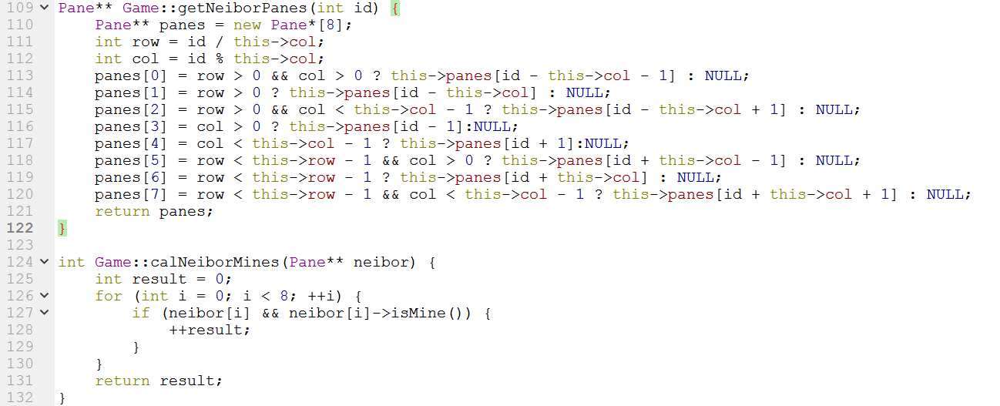 109 Pane** Game::getNeiborPanes(int id) {
110     Pane** panes = new Pane*[8];
111     int row = id / this->col;
112     int col = id % this->col;
113     panes[0] = row > 0 && col > 0 ? this->panes[id - this->col - 1] : NULL;
114     panes[1] = row > 0 ? this->panes[id - this->col] : NULL;
115     panes[2] = row > 0 && col < this->col - 1 ? this->panes[id - this->col + 1] : NULL;
116     panes[3] = col > 0 ? this->panes[id - 1]:NULL;
117     panes[4] = col < this->col - 1 ? this->panes[id + 1]:NULL;
118     panes[5] = row < this->row - 1 && col > 0 ? this->panes[id + this->col - 1] : NULL;
119     panes[6] = row < this->row - 1 ? this->panes[id + this->col] : NULL;
120     panes[7] = row < this->row - 1 && col < this->col - 1 ? this->panes[id + this->col + 1] : NULL;
121     return panes;
122 }
123
124 int Game::calNeiborMines(Pane** neibor) {
125     int result = 0;
126     for (int i = 0; i < 8; ++i) {
127         if (neibor[i] && neibor[i]->isMine()) {
128             ++result;
129         }
130     }
131     return result;
132 }